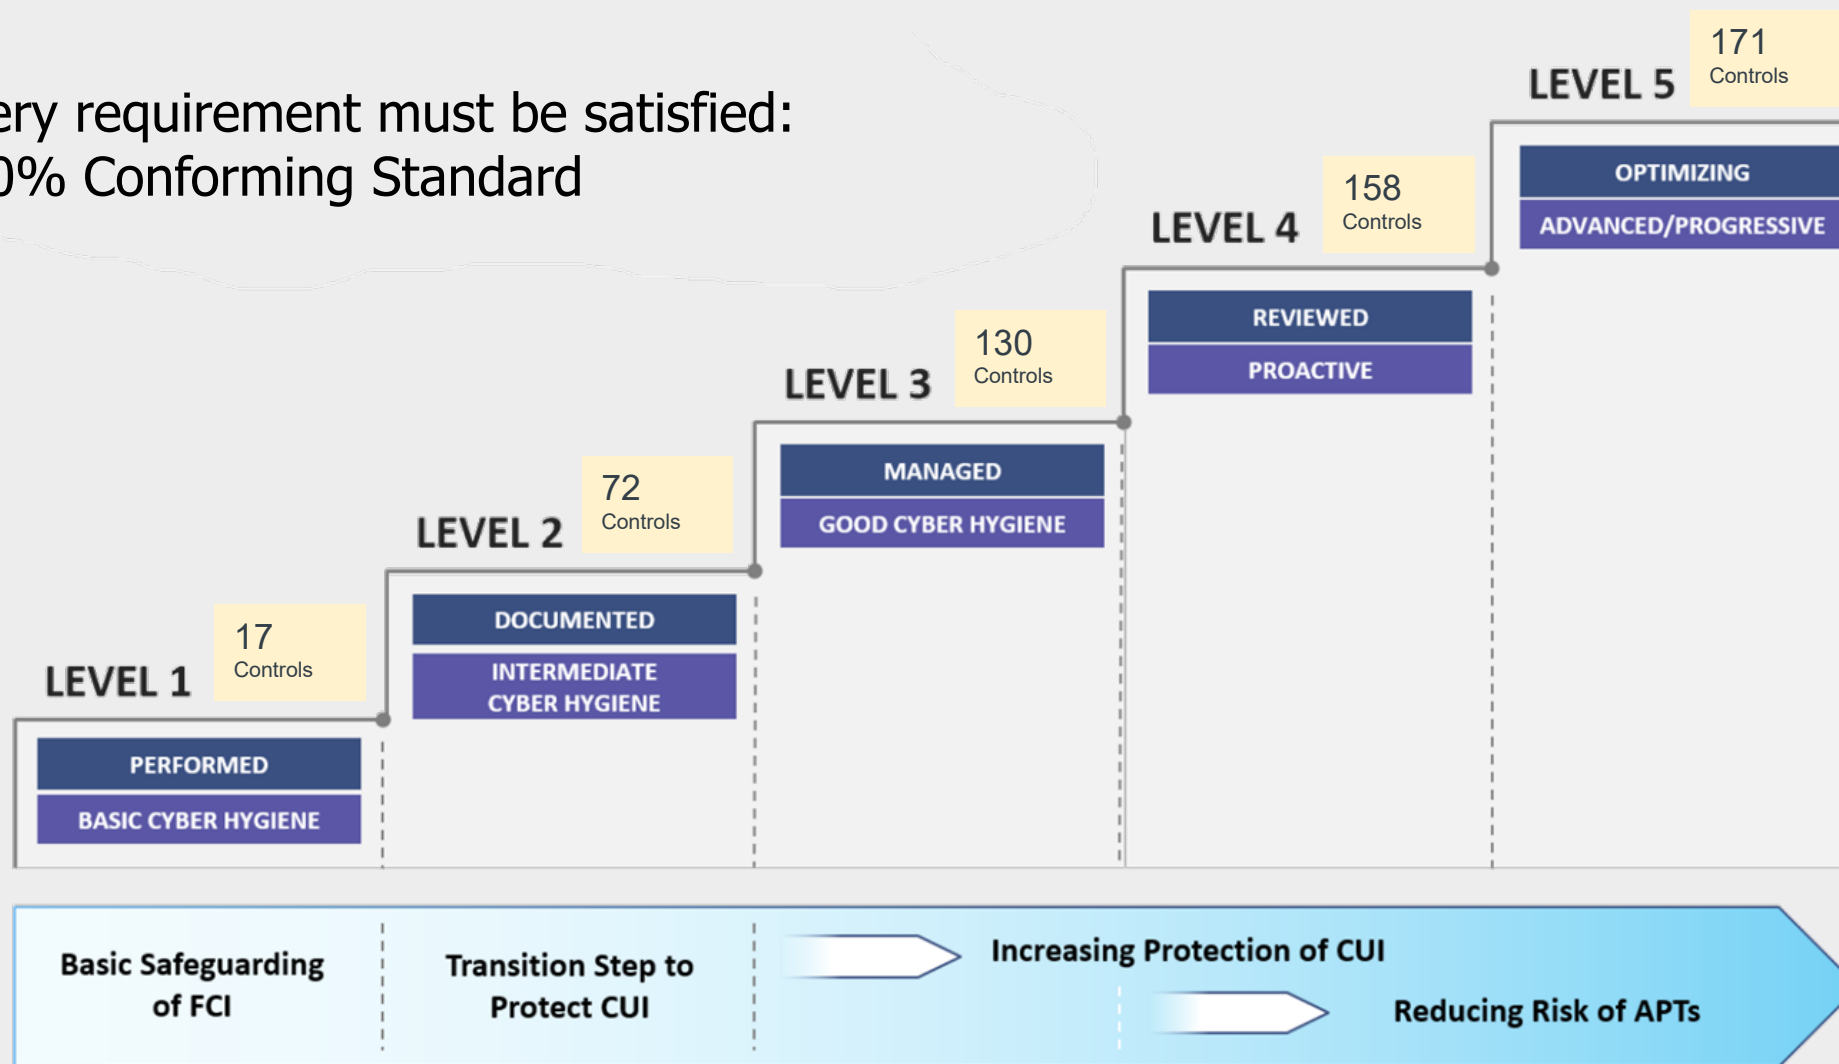 ery requirement must be satisfied:
0% Conforming Standard
171
Controls
LEVEL 5
OPTIMIZING
ADVANCED/PROGRESSIVE
158
Controls
LEVEL 4
REVIEWED
PROACTIVE
130
Controls
LEVEL 3
MANAGED
GOOD CYBER HYGIENE
72
Controls
LEVEL 2
DOCUMENTED
INTERMEDIATE
CYBER HYGIENE
17
Controls
LEVEL 1
PERFORMED
BASIC CYBER HYGIENE
Basic Safeguarding
of FCI
Transition Step to
Protect CUI
Increasing Protection of CUI
Reducing Risk of APTs